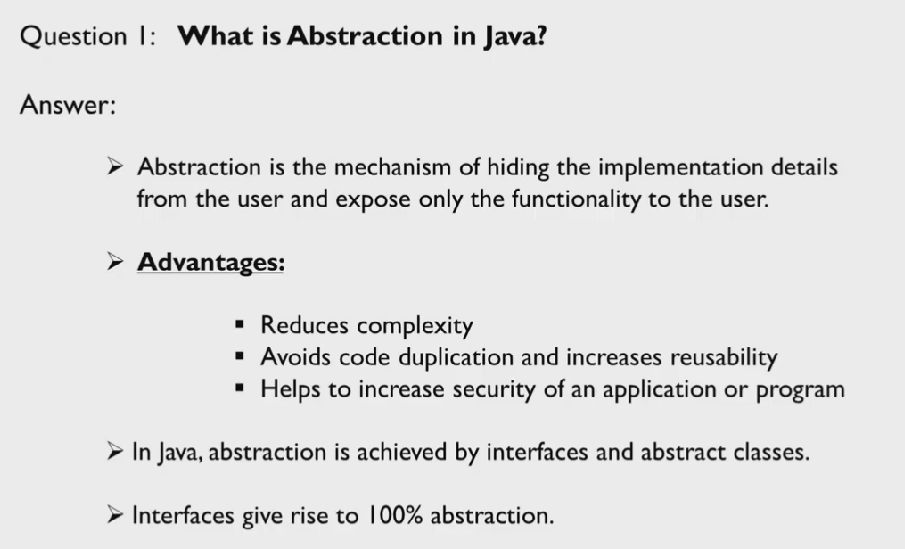 Question 1: What is Abstraction in Java?
Answer:
➢ Abstraction is the mechanism of hiding the implementation details
from the user and expose only the functionality to the user.
➢ Advantages:
▪ Reduces complexity
▪ Avoids code duplication and increases reusability
▪ Helps to increase security of an application or program
➢ In Java, abstraction is achieved by interfaces and abstract classes.
➢ Interfaces give rise to 100% abstraction.